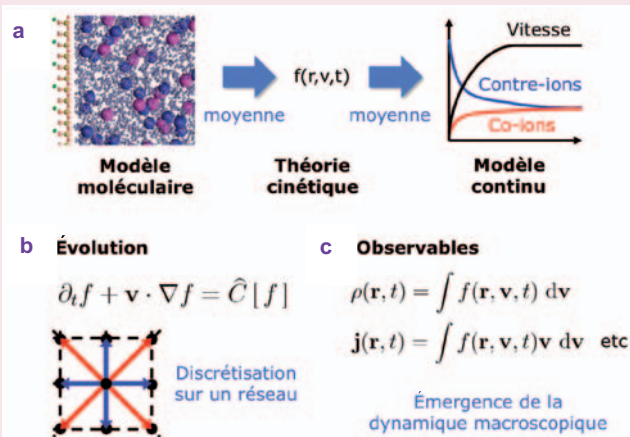 a
Vitesse
f(r,v,t)
Contre-ions
moyenne
moyenne
Co-ions
Modèle
moléculaire
Théorie
cinétique
Modèle
continu
b Évolution
∂ₜf + v · ∇f = Ĉ [f]
Discrétisation
sur un réseau
c Observables
ρ(r, t) = ∫ f(r, v, t) dv
j(r, t) = ∫ f(r, v, t)v dv etc
Émergence de la
dynamique macroscopique